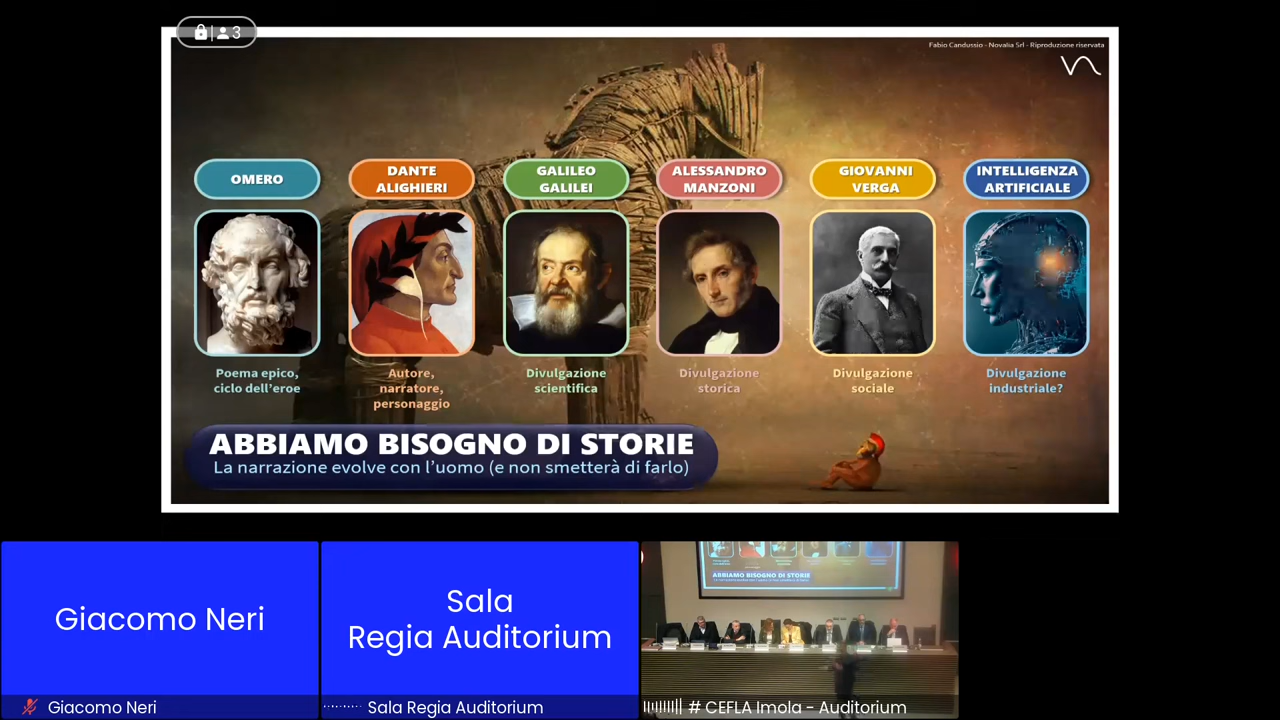 3
Fabio Candussio - Novalia Srl - Riproduzione riservata
OMERO
DANTE
ALIGHIERI
GALILEO
GALILEI
ALESSANDRO
MANZONI
GIOVANNI
VERGA
INTELLIGENZA
ARTIFICIALE
Poema epico,
ciclo dell'eroe
Autore,
narratore,
personaggio
Divulgazione
scientifica
Divulgazione
storica
Divulgazione
sociale
Divulgazione
industriale?
ABBIAMO BISOGNO DI STORIE
La narrazione evolve con l'uomo (e non smetterà di farlo)
Giacomo Neri
Sala
Regia Auditorium
ABBIAMO BISOGNO DI STORIE
Giacomo Neri
Sala Regia Auditorium
# CEFLA Imola - Auditorium